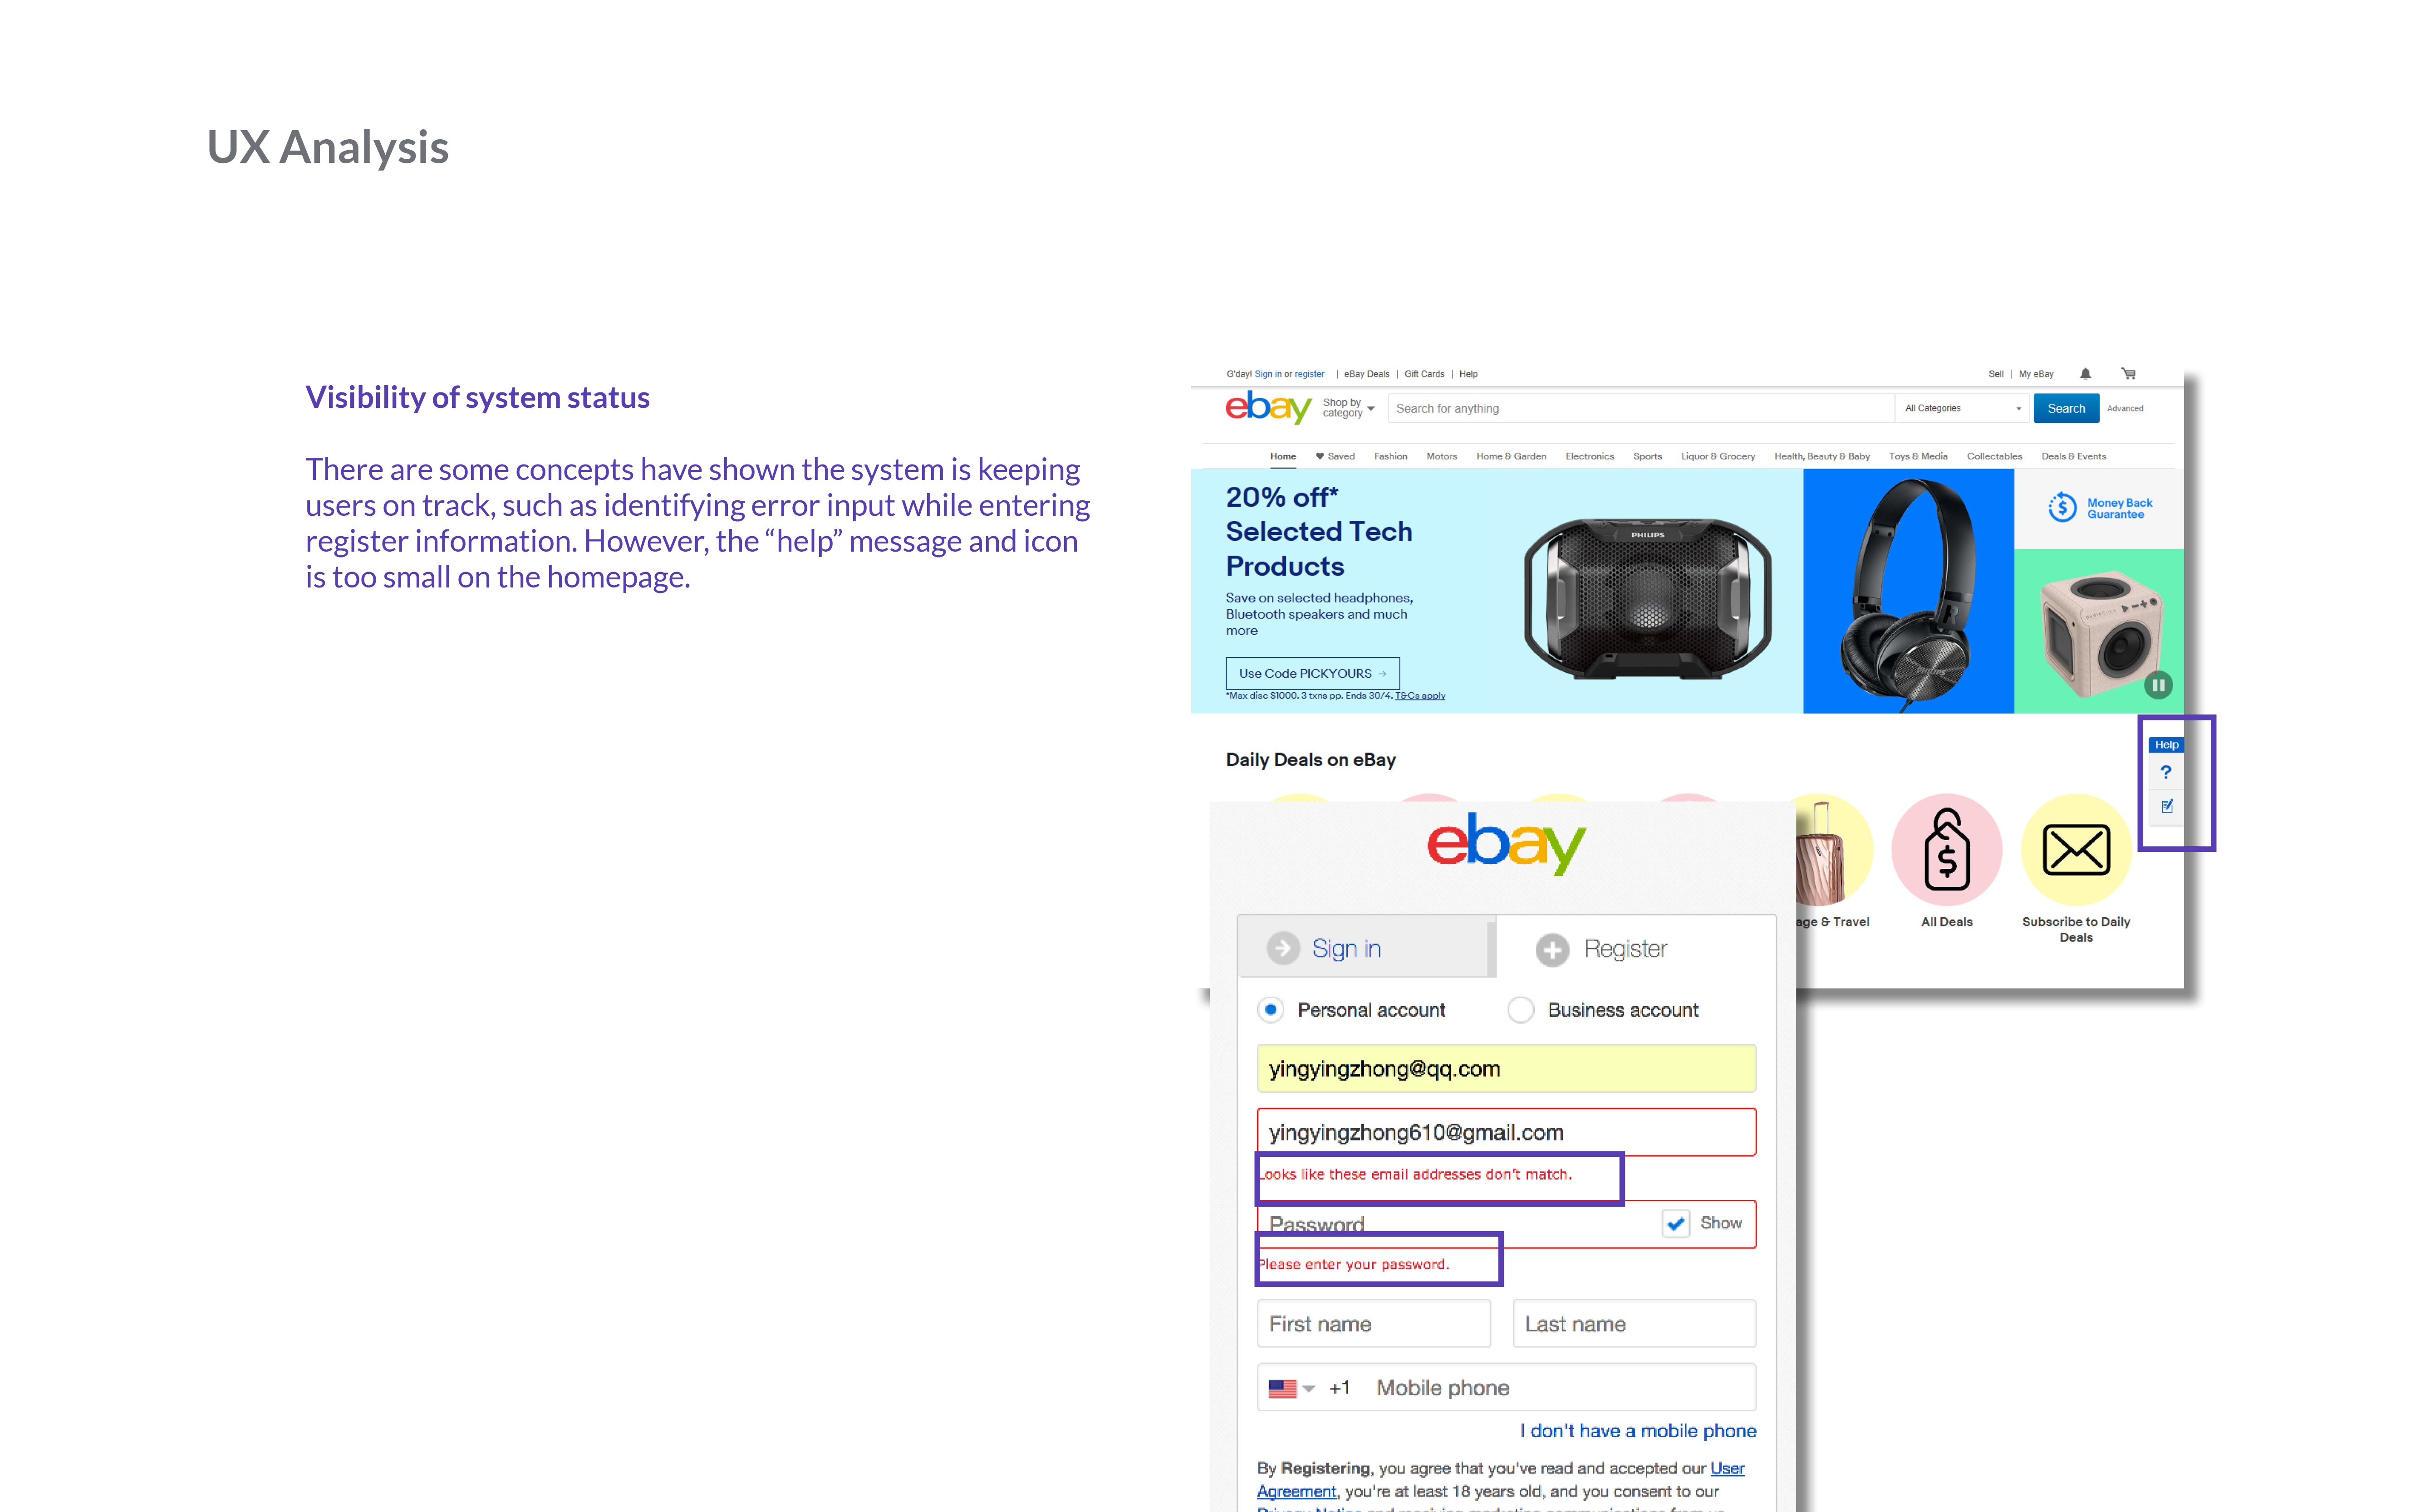 UX Analysis
Visibility of system status
There are some concepts have shown the system is keeping
users on track, such as identifying error input while entering
register information. However, the “help” message and icon
is too small on the homepage.
G'day! Sign in or register | eBay Deals | Gift Cards | Help
Sell | My eBay
ebay
Shop by
category
Search for anything
All Categories
Search
Advanced
Home Saved Fashion Motors Home & Garden Electronics Sports Liquor & Grocery Health, Beauty & Baby Toys & Media Collectables Deals & Events
20% off*
Selected Tech
Products
Save on selected headphones,
Bluetooth speakers and much
more
Use Code PICKYOURS →
*Max disc $1000. 3 txns pp. Ends 30/4. T&Cs apply
PHILIPS
PHILIPS
Money Back
Guarantee
Help
?
Daily Deals on eBay
age & Travel
All Deals
Subscribe to Daily
Deals
ebay
Sign in
Register
Personal account
Business account
yingyingzhong@qq.com
yingyingzhong610@gmail.com
Looks like these email addresses don't match.
Password
Show
Please enter your password.
First name
Last name
+1 Mobile phone
I don't have a mobile phone
By Registering, you agree that you've read and accepted our User
Agreement, you're at least 18 years old, and you consent to our